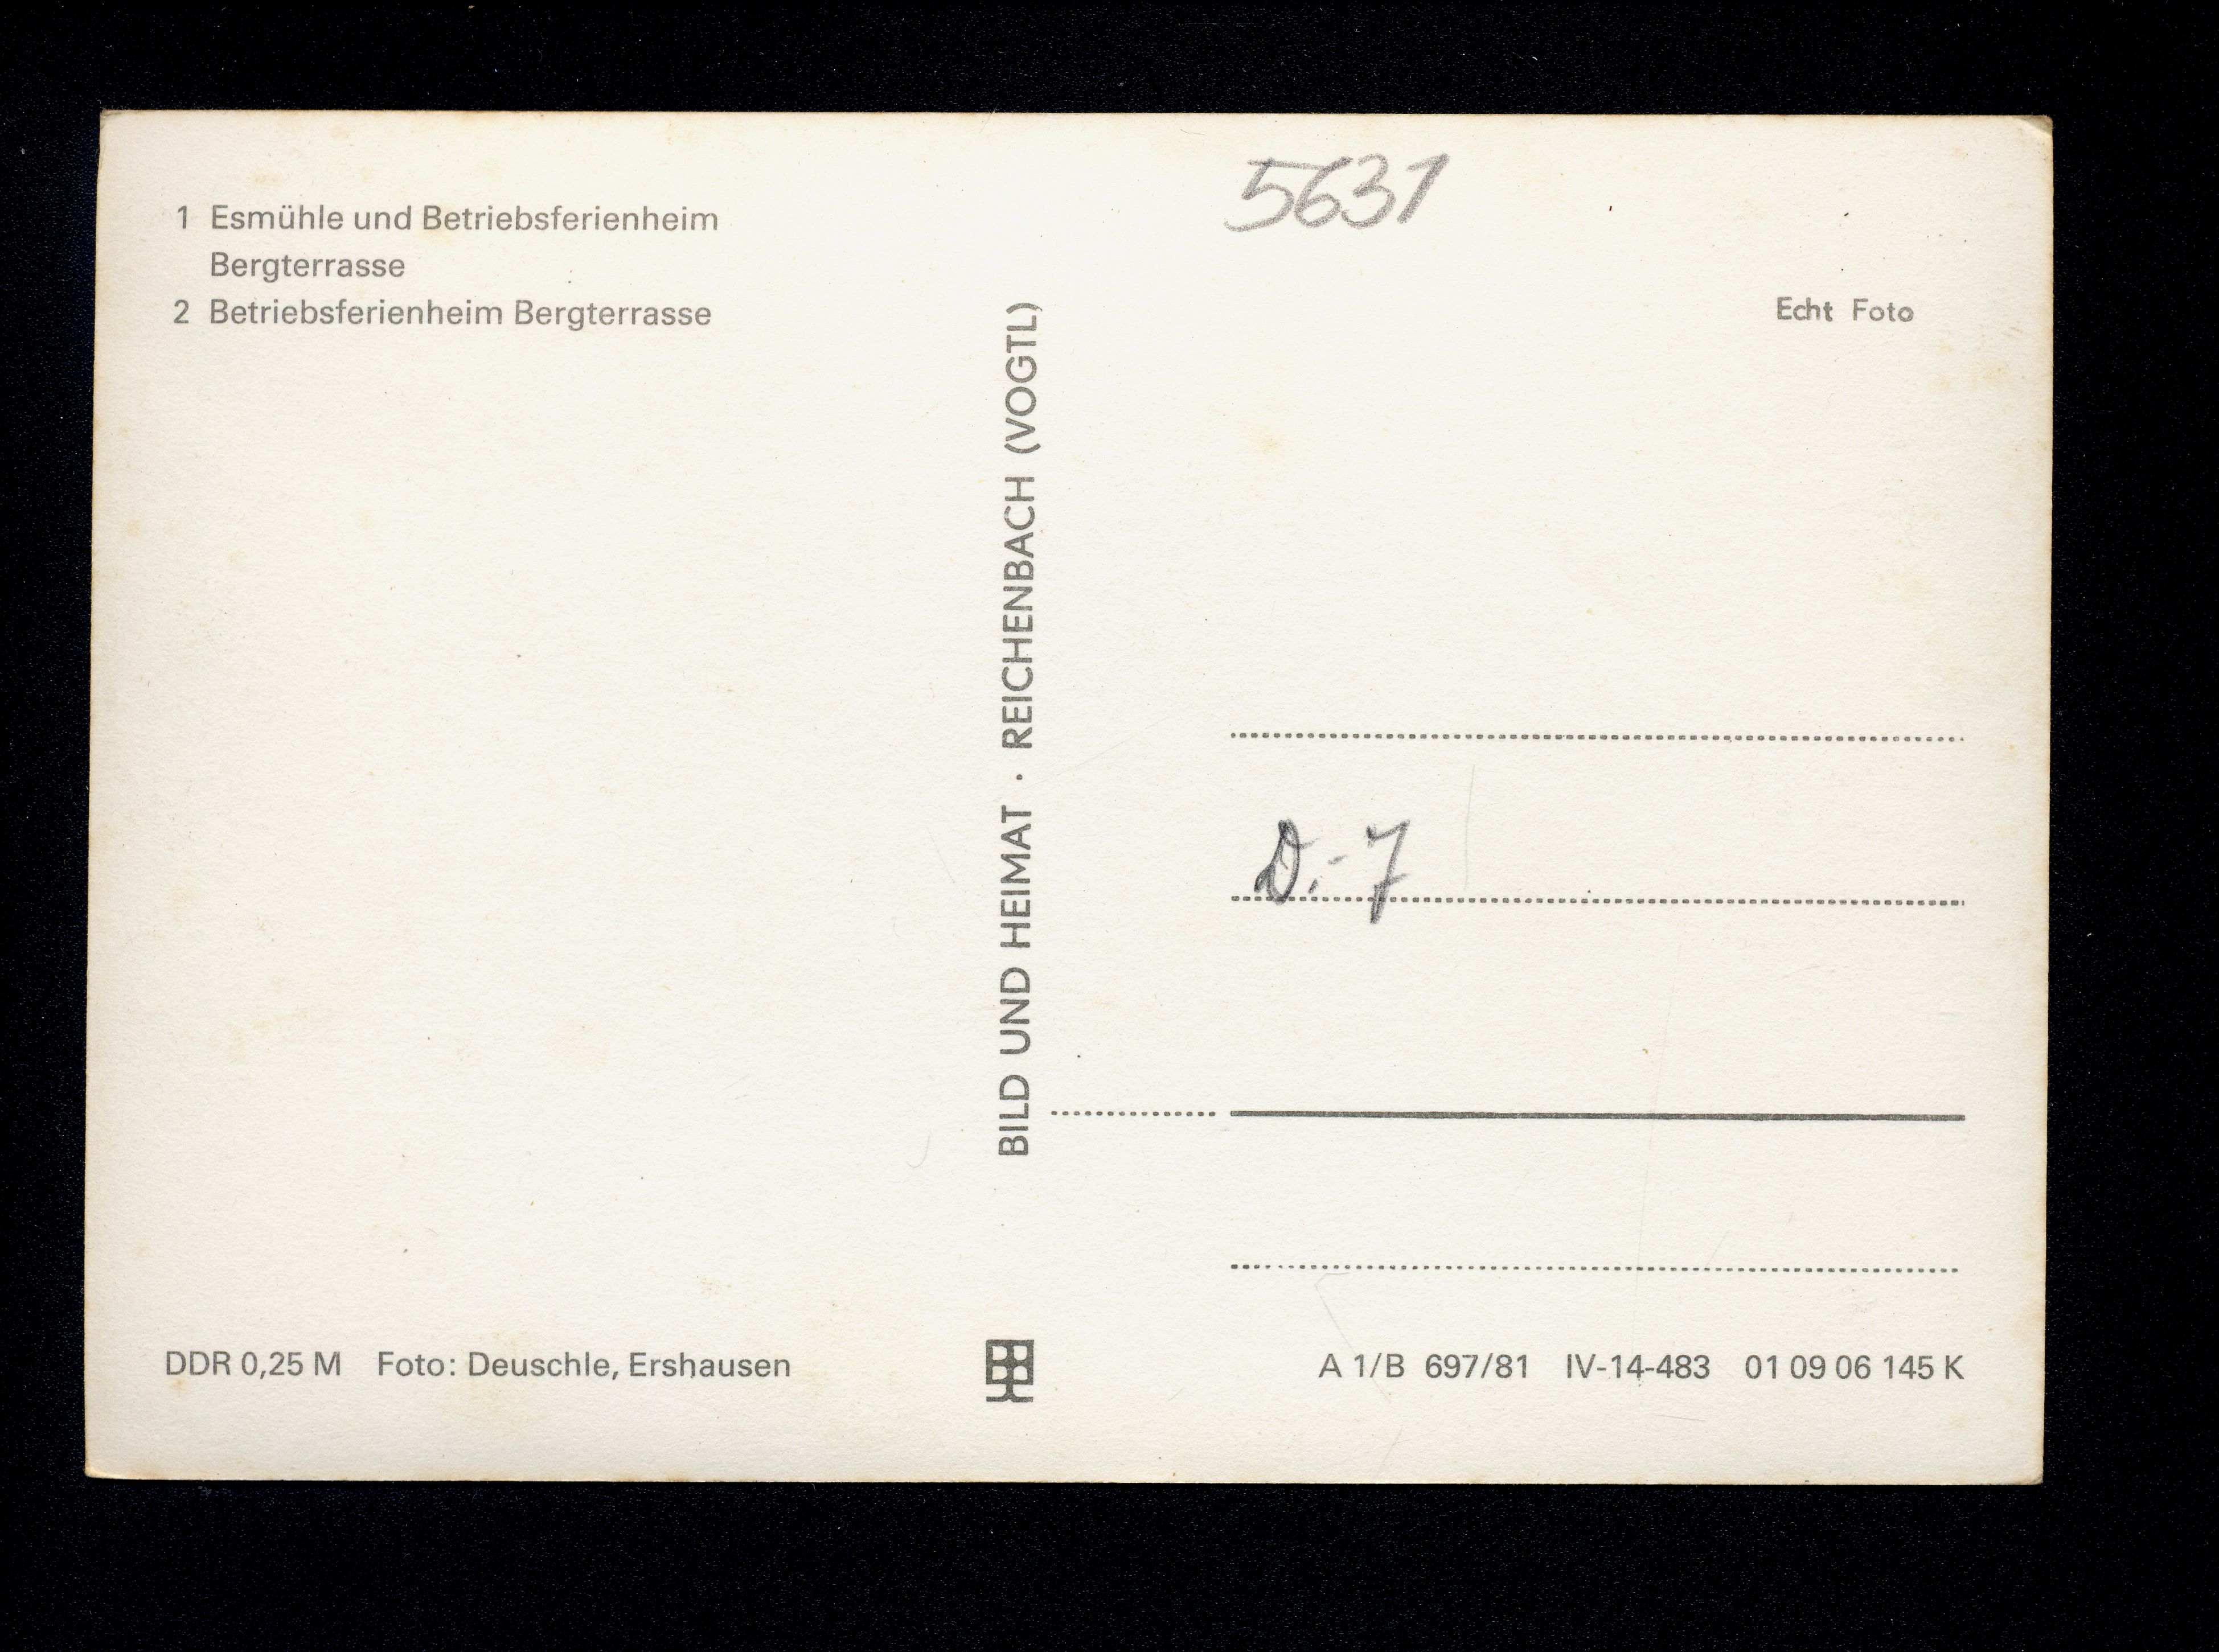 1 Esmühle und Betriebsferienheim
Bergterrasse
2 Betriebsferienheim Bergterrasse
DDR 0,25 M Foto: Deuschle, Ershausen
BILD UND HEIMAT · REICHENBACH (VOGTL)
5631
Echt Foto
D.-7
A 1/B 697/81 IV-14-483 01 09 06 145 K